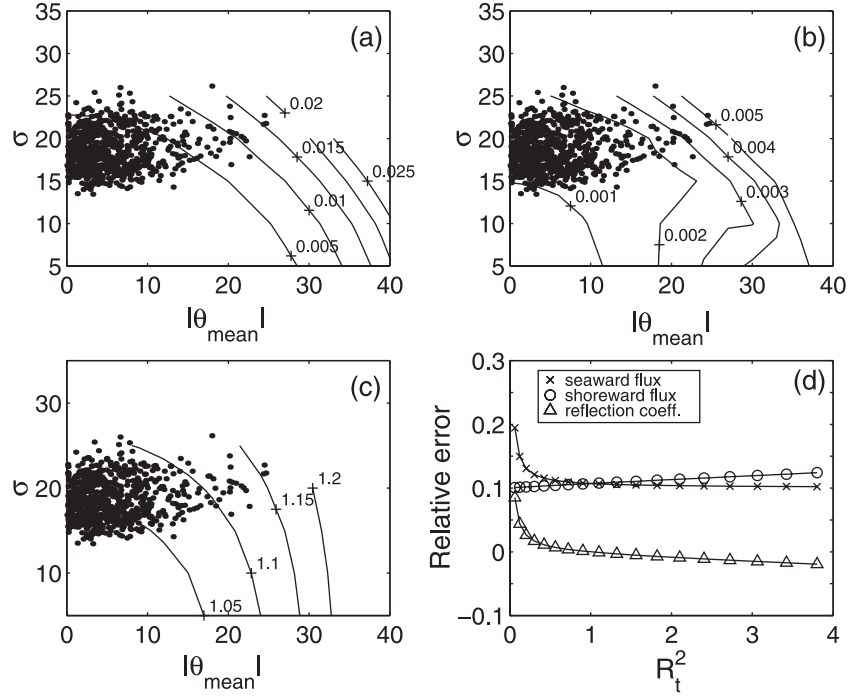 (a)
35
30
25
20
15
10
5
σ
0.02
0.015
0.025
0.01
0.005
0 10 20 30 40
|θmean|
(b)
35
30
25
20
15
10
5
σ
0.005
0.004
0.003
0.001
0.002
0 10 20 30 40
|θmean|
(c)
30
20
10
σ
1.2
1.15
1.1
1.05
0 10 20 30 40
|θmean|
(d)
0.3
0.2
0.1
0
−0.1
Relative error
seaward flux
shoreward flux
reflection coeff.
0 1 2 3 4
Rt2